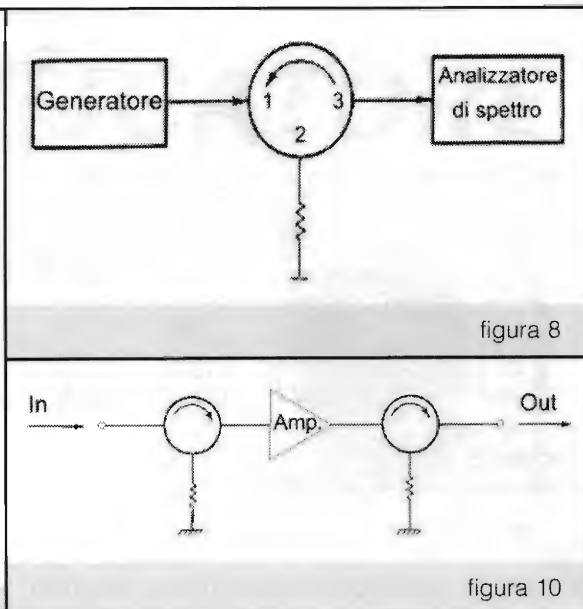 Generatore
1
3
2
Analizzatore
di spettro
figura 8
In
Amp.
Out
figura 10